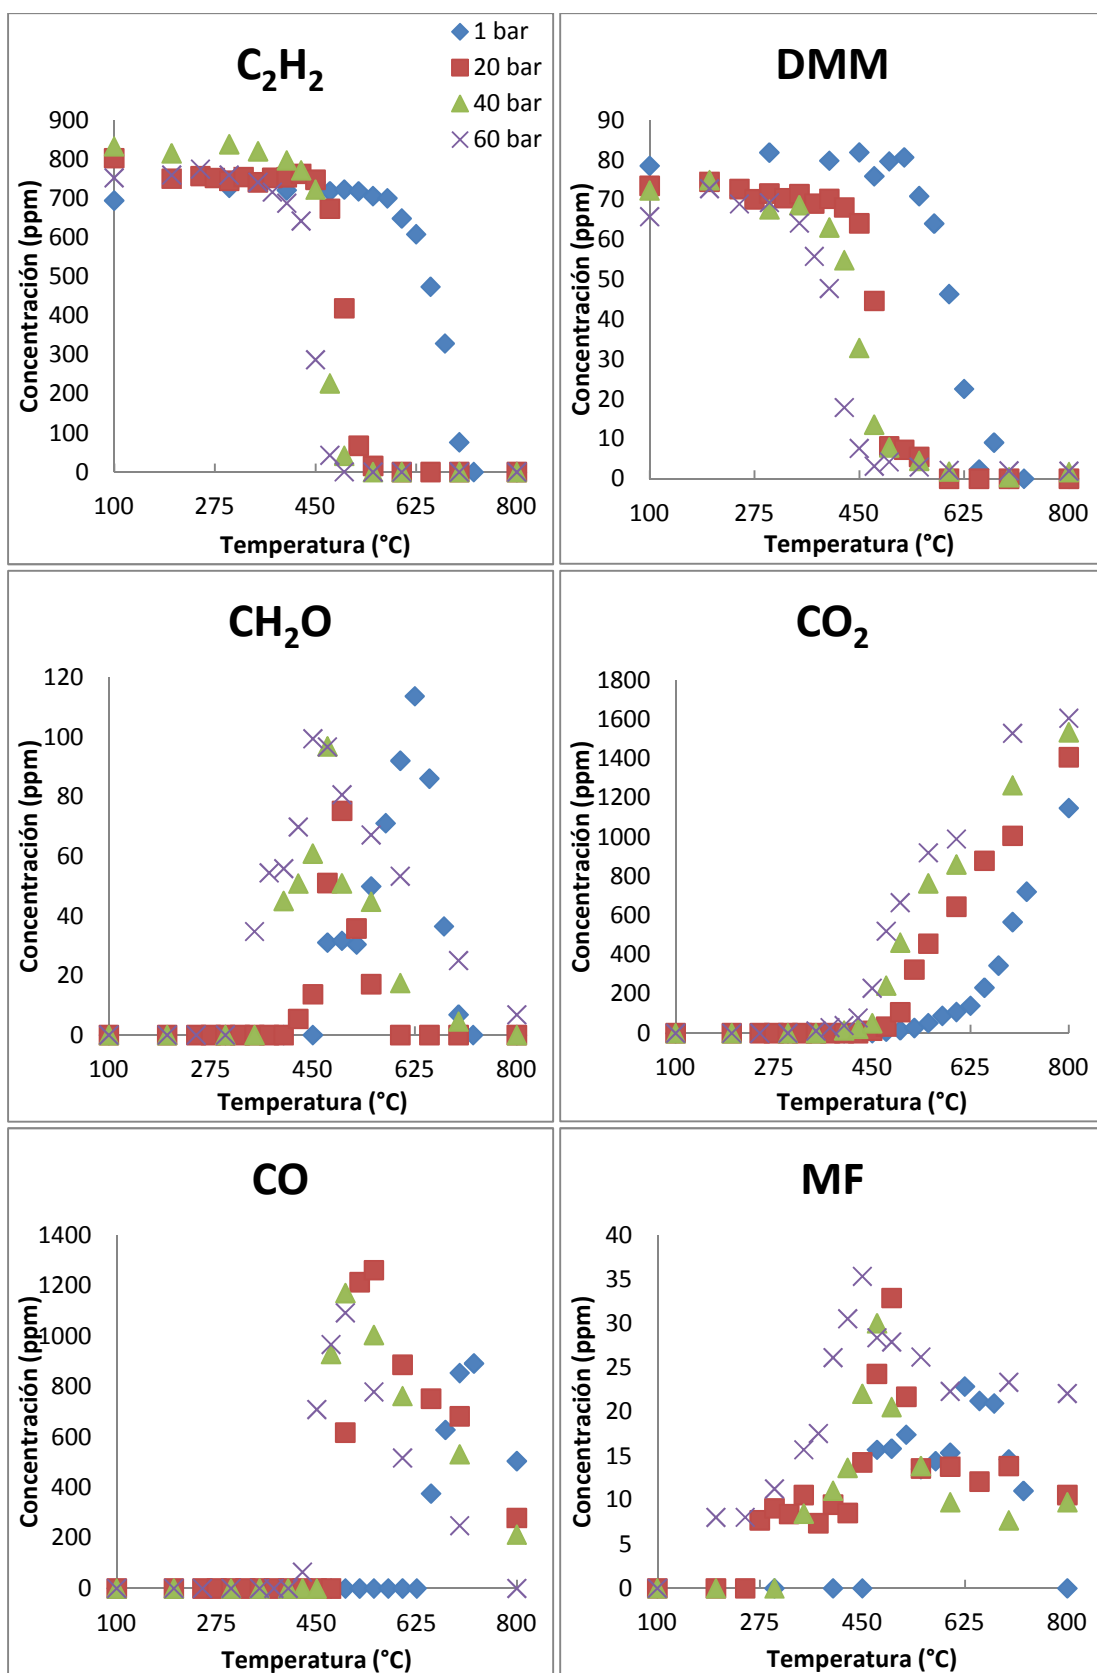 C₂H₂
1 bar
20 bar
40 bar
60 bar
Concentración (ppm)
900
800
700
600
500
400
300
200
100
0
100 275 450 625 800
Temperatura (°C)
DMM
Concentración (ppm)
90
80
70
60
50
40
30
20
10
0
100 275 450 625 800
Temperatura (°C)
CH₂O
Concentración (ppm)
120
100
80
60
40
20
0
100 275 450 625 800
Temperatura (°C)
CO₂
Concentración (ppm)
1800
1600
1400
1200
1000
800
600
400
200
0
100 275 450 625 800
Temperatura (°C)
CO
Concentración (ppm)
1400
1200
1000
800
600
400
200
0
100 275 450 625 800
Temperatura (°C)
MF
Concentración (ppm)
40
35
30
25
20
15
10
5
0
100 275 450 625 800
Temperatura (°C)